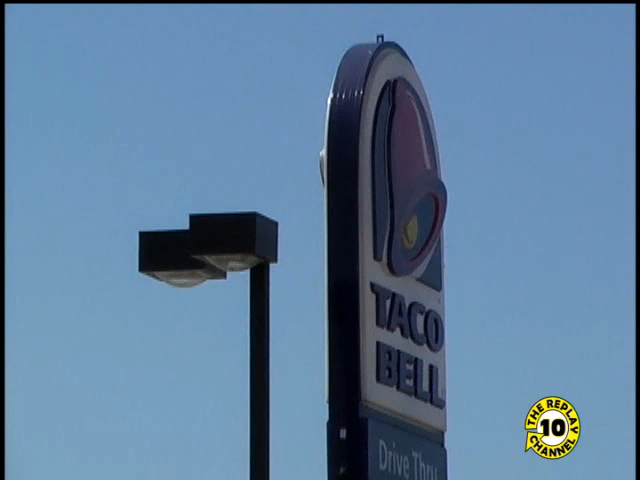 TACO
BELL
Drive Thru
THE REPLAY
10
CHANNEL